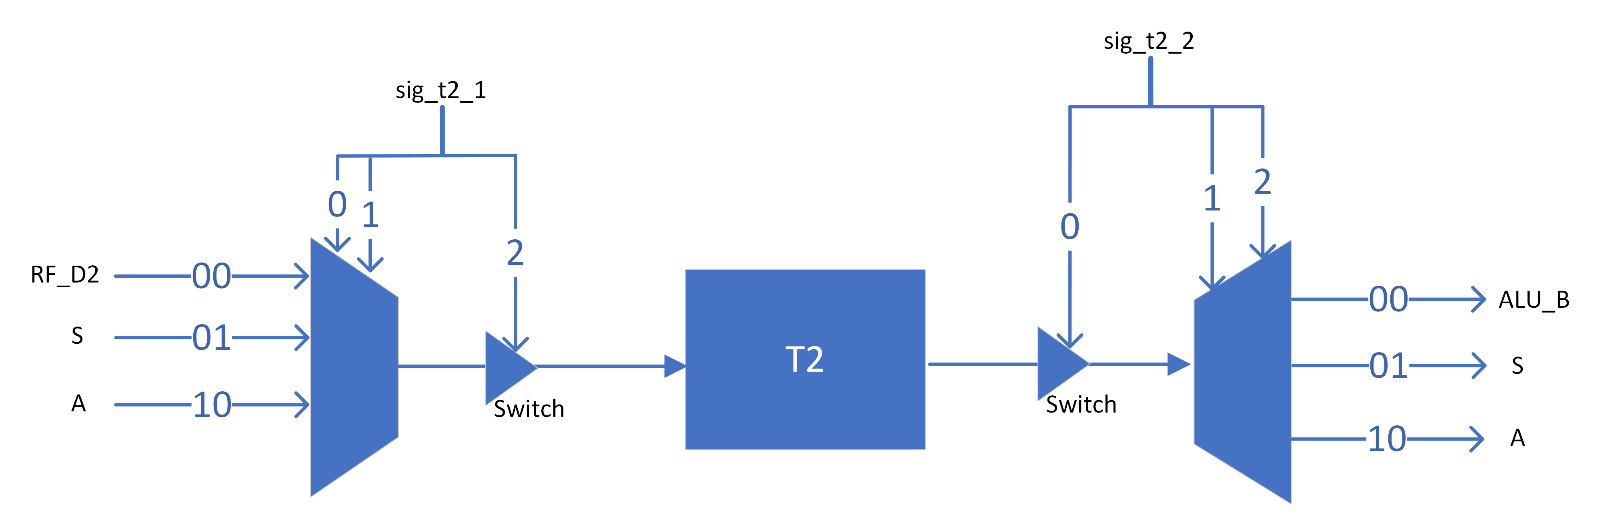 sig_t2_2
sig_t2_1
0
1
2
0
1
2
RF_D2
00
S
01
A
10
Switch
T2
Switch
00
ALU_B
01
S
10
A